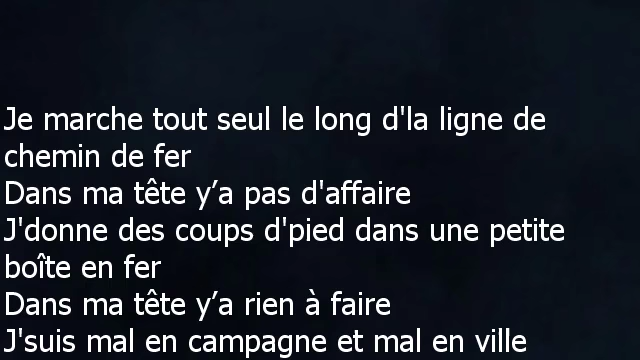 Je marche tout seul le long d'la ligne de
chemin de fer
Dans ma tête y’a pas d'affaire
J'donne des coups d'pied dans une petite
boîte en fer
Dans ma tête y’a rien à faire
J'suis mal en campagne et mal en ville